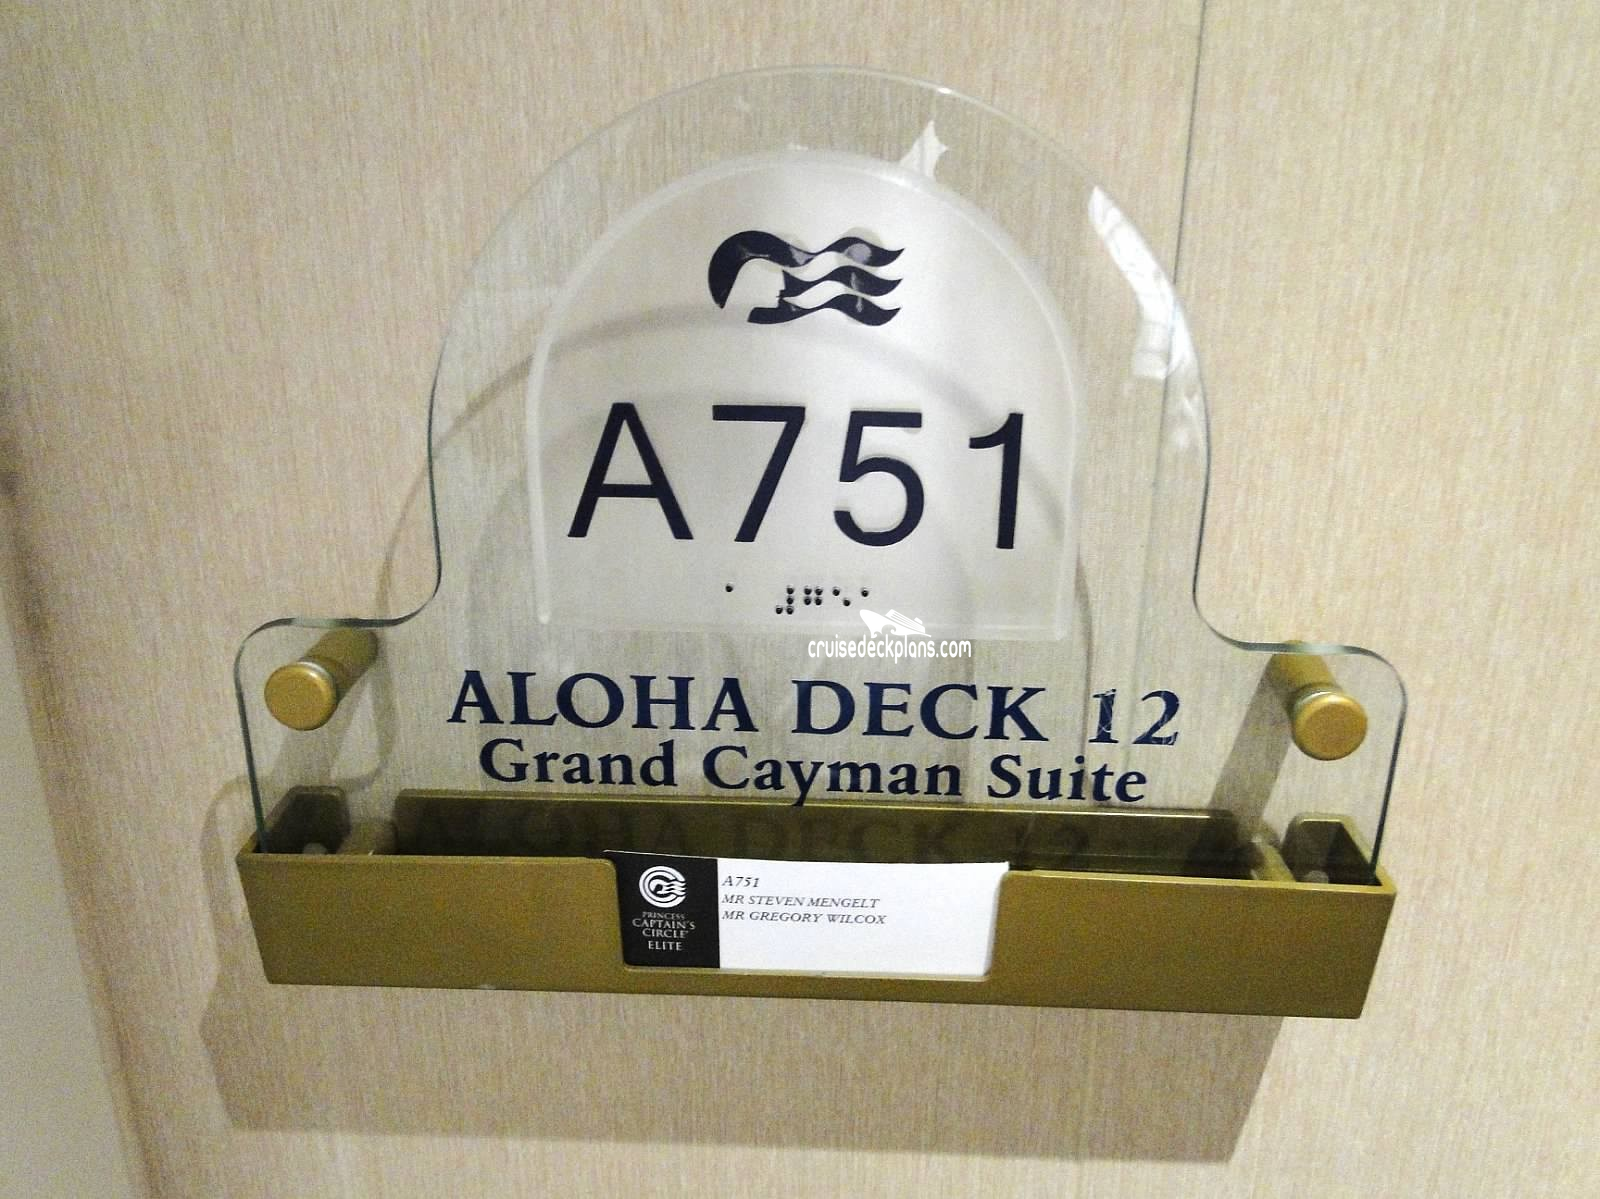 A751
cruisedeckplans.com
ALOHA DECK 12
Grand Cayman Suite
PRINCESS
CAPTAIN'S
CIRCLE
ELITE
A751
MR STEVEN MENGELT
MR GREGORY WILCOX